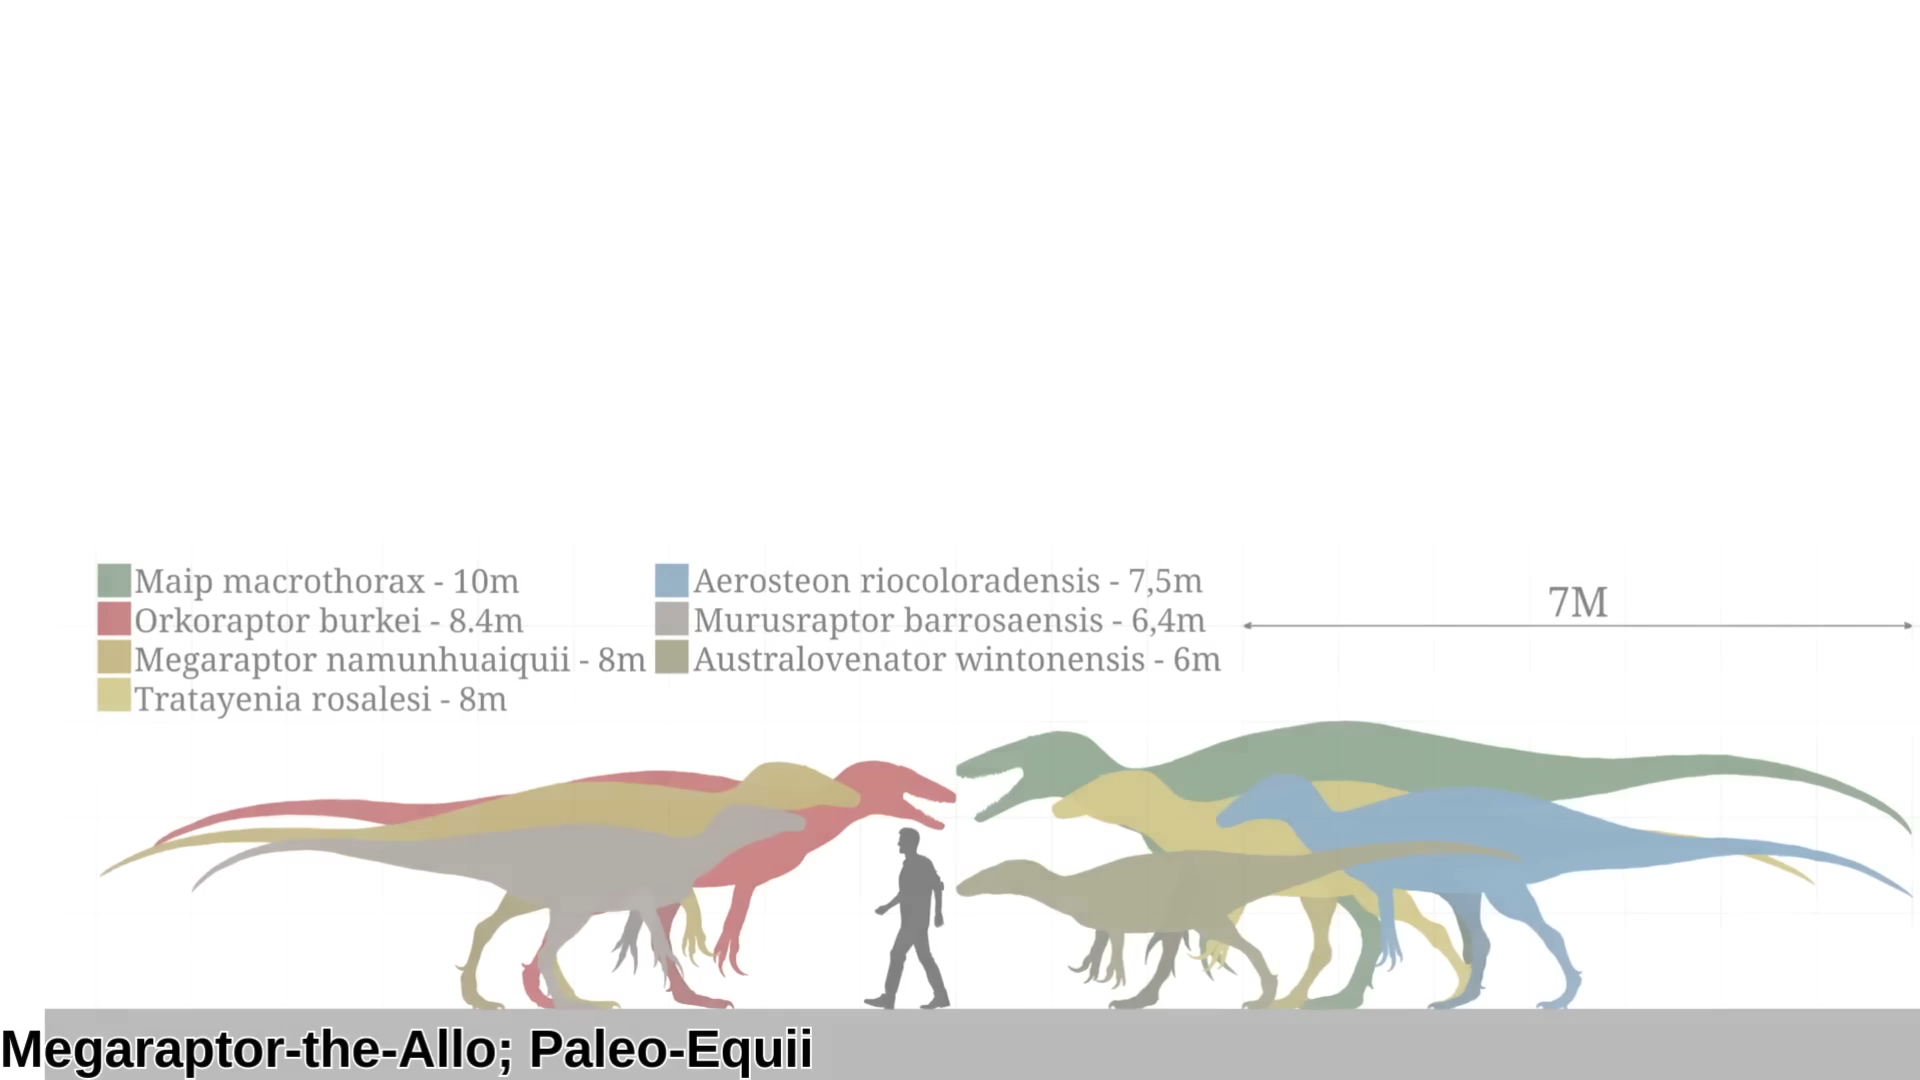 Maip macrothorax - 10m
Orkoraptor burkei - 8.4m
Megaraptor namunhuaiquii - 8m
Tratayenia rosalesi - 8m
Aerosteon riocoloradensis - 7,5m
Murusraptor barrosaensis - 6,4m
Australovenator wintonensis - 6m
7M
Megaraptor-the-Allo; Paleo-Equii